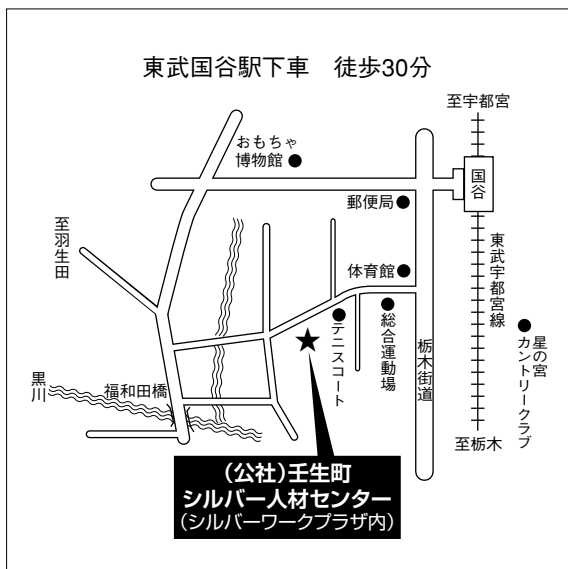 東武国谷駅下車　徒歩30分
至宇都宮
おもちゃ
博物館
国谷
郵便局
至羽生田
東武宇都宮線
体育館
星の宮
カントリークラブ
テニスコート
総合運動場
栃木街道
黒川
福和田橋
至栃木
(公社)壬生町
シルバー人材センター
(シルバーワークプラザ内)